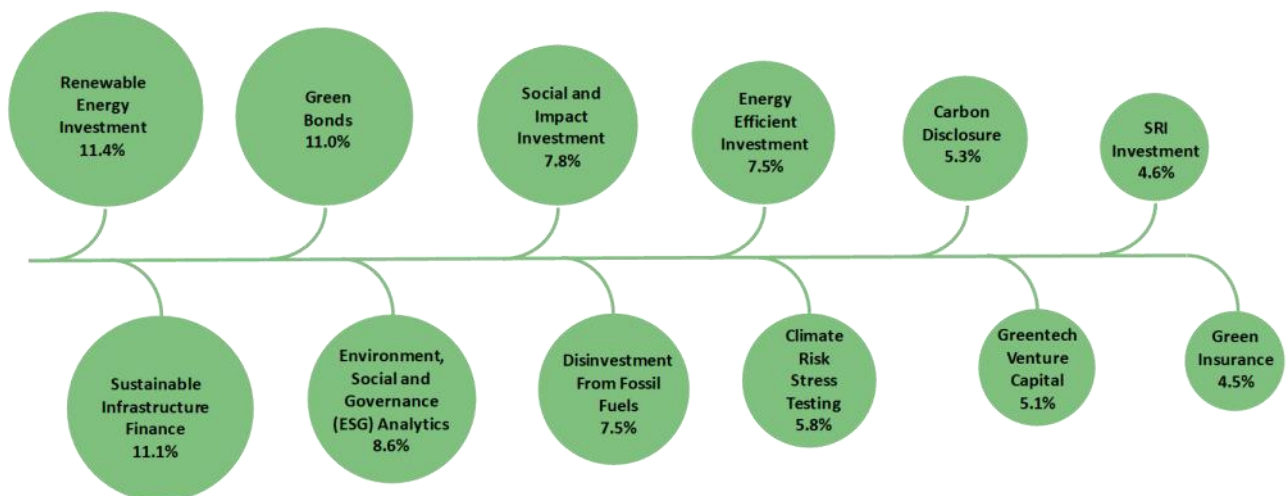 Renewable
Energy
Investment
11.4%
Green
Bonds
11.0%
Social and
Impact
Investment
7.8%
Energy
Efficient
Investment
7.5%
Carbon
Disclosure
5.3%
SRI
Investment
4.6%
Sustainable
Infrastructure
Finance
11.1%
Environment,
Social and
Governance
(ESG) Analytics
8.6%
Disinvestment
From Fossil
Fuels
7.5%
Climate
Risk
Stress
Testing
5.8%
Greentech
Venture
Capital
5.1%
Green
Insurance
4.5%